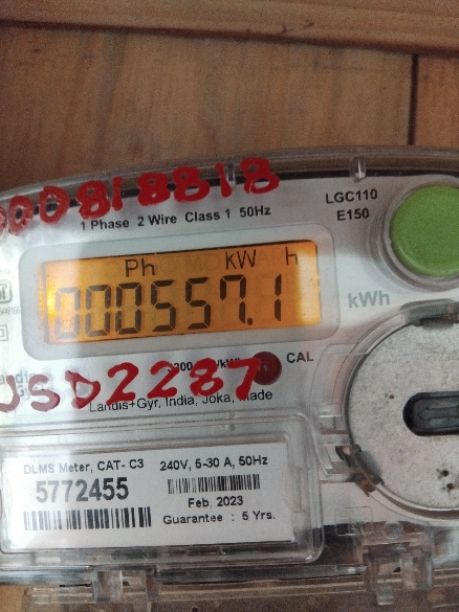 000818818
LGC110
E150
1 Phase 2 Wire Class 1 50Hz
Ph KW h
000557.1
kWh
CAL
USD2287
Landis+Gyr, India, Joka, Made
DLMS Meter, CAT- C3
240V, 5-30 A, 50Hz
5772455
Feb, 2023
Guarantee : 5 Yrs.